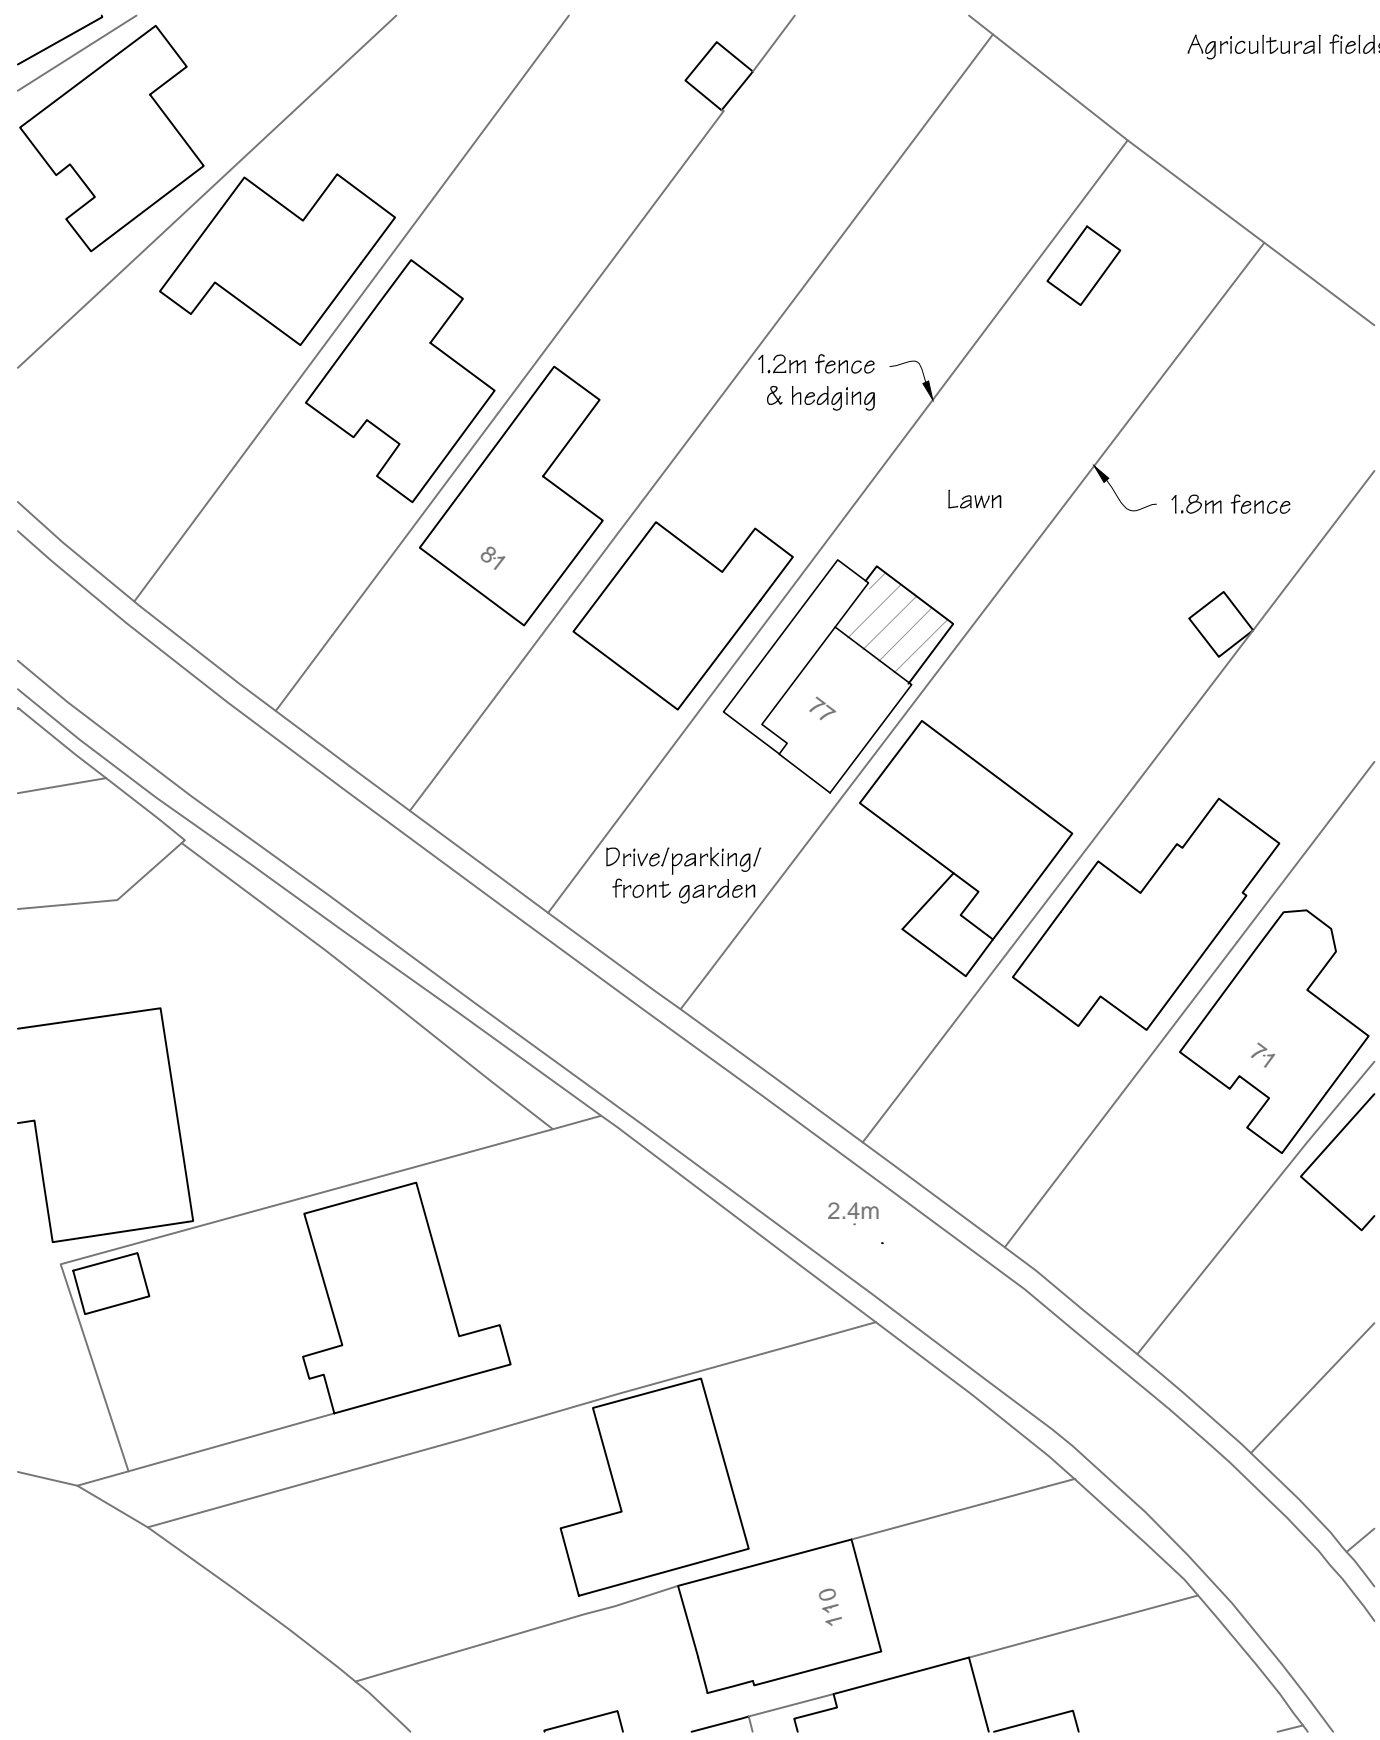 Agricultural fields
1.2m fence
& hedging
Lawn
1.8m fence
81
77
Drive/parking/
front garden
71
2.4m
110